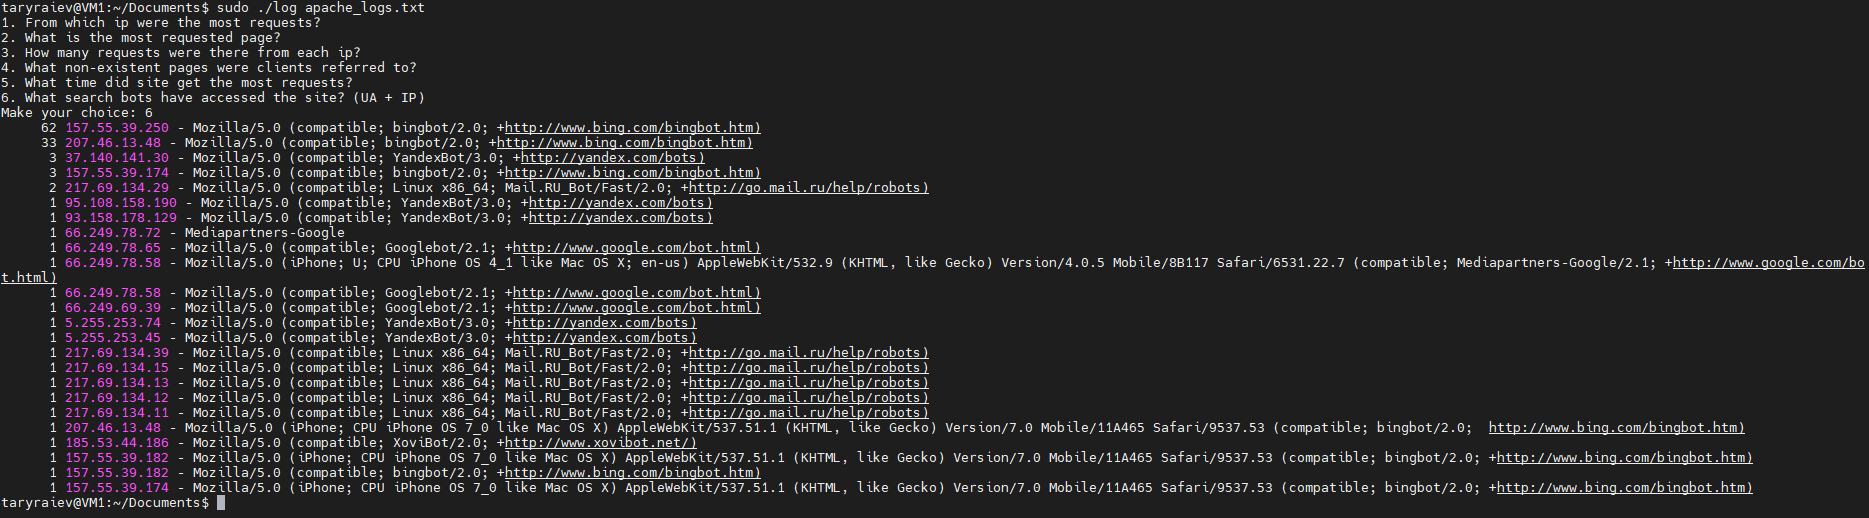 taryraiev@VM1:~/Documents$ sudo ./log apache_logs.txt
1. From which ip were the most requests?
2. What is the most requested page?
3. How many requests were there from each ip?
4. What non-existent pages were clients referred to?
5. What time did site get the most requests?
6. What search bots have accessed the site? (UA + IP)
Make your choice: 6
62 157.55.39.250 - Mozilla/5.0 (compatible; bingbot/2.0; +http://www.bing.com/bingbot.htm)
33 207.46.13.48 - Mozilla/5.0 (compatible; bingbot/2.0; +http://www.bing.com/bingbot.htm)
3 37.140.141.30 - Mozilla/5.0 (compatible; YandexBot/3.0; +http://yandex.com/bots)
3 157.55.39.174 - Mozilla/5.0 (compatible; bingbot/2.0; +http://www.bing.com/bingbot.htm)
2 217.69.134.29 - Mozilla/5.0 (compatible; Linux x86_64; Mail.RU_Bot/Fast/2.0; +http://go.mail.ru/help/robots)
1 95.108.158.190 - Mozilla/5.0 (compatible; YandexBot/3.0; +http://yandex.com/bots)
1 93.158.178.129 - Mozilla/5.0 (compatible; YandexBot/3.0; +http://yandex.com/bots)
1 66.249.78.72 - Mediapartners-Google
1 66.249.78.65 - Mozilla/5.0 (compatible; Googlebot/2.1; +http://www.google.com/bot.html)
1 66.249.78.58 - Mozilla/5.0 (iPhone; U; CPU iPhone OS 4_1 like Mac OS X; en-us) AppleWebKit/532.9 (KHTML, like Gecko) Version/4.0.5 Mobile/8B117 Safari/6531.22.7 (compatible; Mediapartners-Google/2.1; +http://www.google.com/bo
t.html)
1 66.249.78.58 - Mozilla/5.0 (compatible; Googlebot/2.1; +http://www.google.com/bot.html)
1 66.249.69.39 - Mozilla/5.0 (compatible; Googlebot/2.1; +http://www.google.com/bot.html)
1 5.255.253.74 - Mozilla/5.0 (compatible; YandexBot/3.0; +http://yandex.com/bots)
1 5.255.253.45 - Mozilla/5.0 (compatible; YandexBot/3.0; +http://yandex.com/bots)
1 217.69.134.39 - Mozilla/5.0 (compatible; Linux x86_64; Mail.RU_Bot/Fast/2.0; +http://go.mail.ru/help/robots)
1 217.69.134.15 - Mozilla/5.0 (compatible; Linux x86_64; Mail.RU_Bot/Fast/2.0; +http://go.mail.ru/help/robots)
1 217.69.134.13 - Mozilla/5.0 (compatible; Linux x86_64; Mail.RU_Bot/Fast/2.0; +http://go.mail.ru/help/robots)
1 217.69.134.12 - Mozilla/5.0 (compatible; Linux x86_64; Mail.RU_Bot/Fast/2.0; +http://go.mail.ru/help/robots)
1 217.69.134.11 - Mozilla/5.0 (compatible; Linux x86_64; Mail.RU_Bot/Fast/2.0; +http://go.mail.ru/help/robots)
1 207.46.13.48 - Mozilla/5.0 (iPhone; CPU iPhone OS 7_0 like Mac OS X) AppleWebKit/537.51.1 (KHTML, like Gecko) Version/7.0 Mobile/11A465 Safari/9537.53 (compatible; bingbot/2.0;  http://www.bing.com/bingbot.htm)
1 185.53.44.186 - Mozilla/5.0 (compatible; XoviBot/2.0; +http://www.xovibot.net/)
1 157.55.39.182 - Mozilla/5.0 (iPhone; CPU iPhone OS 7_0 like Mac OS X) AppleWebKit/537.51.1 (KHTML, like Gecko) Version/7.0 Mobile/11A465 Safari/9537.53 (compatible; bingbot/2.0; +http://www.bing.com/bingbot.htm)
1 157.55.39.182 - Mozilla/5.0 (compatible; bingbot/2.0; +http://www.bing.com/bingbot.htm)
1 157.55.39.174 - Mozilla/5.0 (iPhone; CPU iPhone OS 7_0 like Mac OS X) AppleWebKit/537.51.1 (KHTML, like Gecko) Version/7.0 Mobile/11A465 Safari/9537.53 (compatible; bingbot/2.0; +http://www.bing.com/bingbot.htm)
taryraiev@VM1:~/Documents$